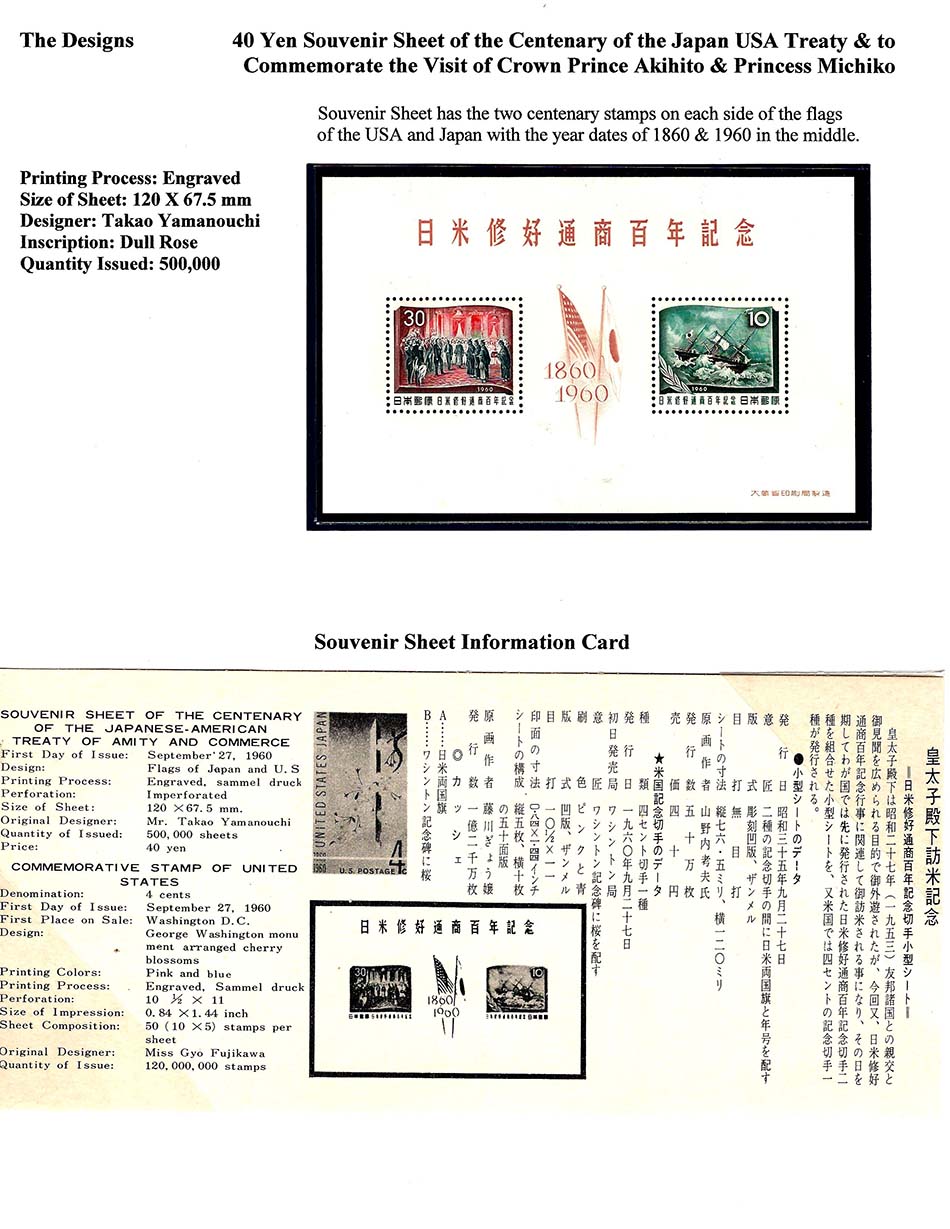 The Designs
40 Yen Souvenir Sheet of the Centenary of the Japan USA Treaty & to
Commemorate the Visit of Crown Prince Akihito & Princess Michiko
Souvenir Sheet has the two centenary stamps on each side of the flags
of the USA and Japan with the year dates of 1860 & 1960 in the middle.
Printing Process: Engraved
Size of Sheet: 120 X 67.5 mm
Designer: Takao Yamanouchi
Inscription: Dull Rose
Quantity Issued: 500,000
日米修好通商百年記念
30
1960
日本郵便 日米修好通商百年記念
1860
1960
10
1960
日米修好通商百年記念 日本郵便
大蔵省印刷局製造
Souvenir Sheet Information Card
SOUVENIR SHEET OF THE CENTENARY
OF THE JAPANESE-AMERICAN
TREATY OF AMITY AND COMMERCE
First Day of Issue: September 27, 1960
Design: Flags of Japan and U.S
Printing Process: Engraved, sammel druck
Perforation: Imperforated
Size of Sheet: 120 ×67.5 mm.
Original Designer: Mr. Takao Yamanouchi
Quantity of Issued: 500,000 sheets
Price: 40 yen
COMMEMORATIVE STAMP OF UNITED
STATES
Denomination: 4 cents
First Day of Issue: September 27, 1960
First Place on Sale: Washington D.C.
Design: George Washington monu
ment arranged cherry
blossoms
Printing Colors: Pink and blue
Printing Process: Engraved, Sammel druck
Perforation: 10 ½ × 11
Size of Impression: 0.84 ×1.44 inch
Sheet Composition: 50 (10 ×5) stamps per
sheet
Original Designer: Miss Gyo Fujikawa
Quantity of Issue: 120,000,000 stamps
UNITED STATES JAPAN
1860
1960
4¢
U.S. POSTAGE
日米修好通商百年記念
30
10
1860
1960
皇太子殿下訪米記念
＝日米修好通商百年記念切手小型シート＝
皇太子殿下は昭和二十七年（一九五三）友邦諸国との親交と
御見聞を広められる目的で御外遊されたが、今回又、日米修好
通商百年記念行事に関連して御訪米される事になり、その日を
期してわが国では先に発行された日米修好通商百年記念切手二
種を組合せた小型シートを、又米国では四セントの記念切手一
種が発行される。
●小型シートのデータ
発行日 昭和三十五年九月二十七日
意匠 二種の記念切手の間に日米両国旗と年号を配す
版式 彫刻凹版、ザンメル
目打 無目打
シートの寸法 縦七六・五ミリ、横一二〇ミリ
原画作者 山野内孝夫氏
発行数 五十万枚
売価 四十円
★米国記念切手のデータ
種類 四セント切手一種
発行日 一九六〇年九月二十七日
初日発売局 ワシントン局
意匠 ワシントン記念碑に桜を配す
刷色 ピンクと青
版式 凹版、ザンメル
目打 一〇½×一一
印面の寸法 〇・八四×一・四四インチ
シートの構成 縦五枚、横十枚
の五十面版
原画作者 藤川ぎょう嬢
発行数 一億二千万枚
◎カッシェ
A……日米両国旗
B……ワシントン記念碑に桜